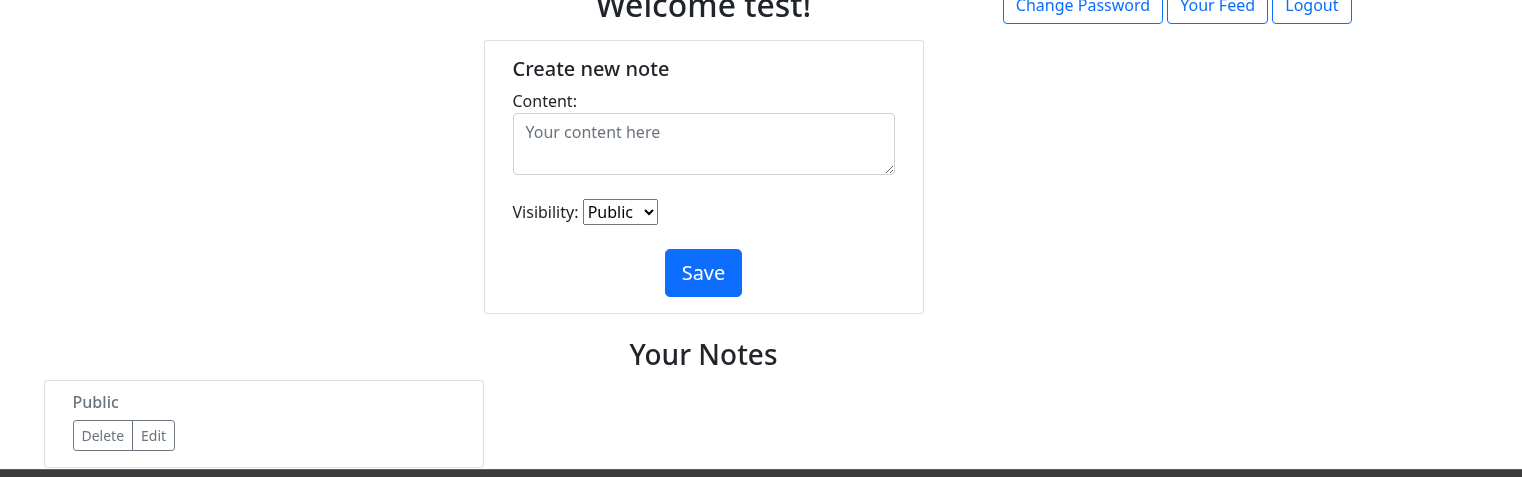 Welcome test!
Change Password Your Feed Logout
Create new note
Content:
Your content here
Visibility: Public
Save
Your Notes
Public
Delete Edit